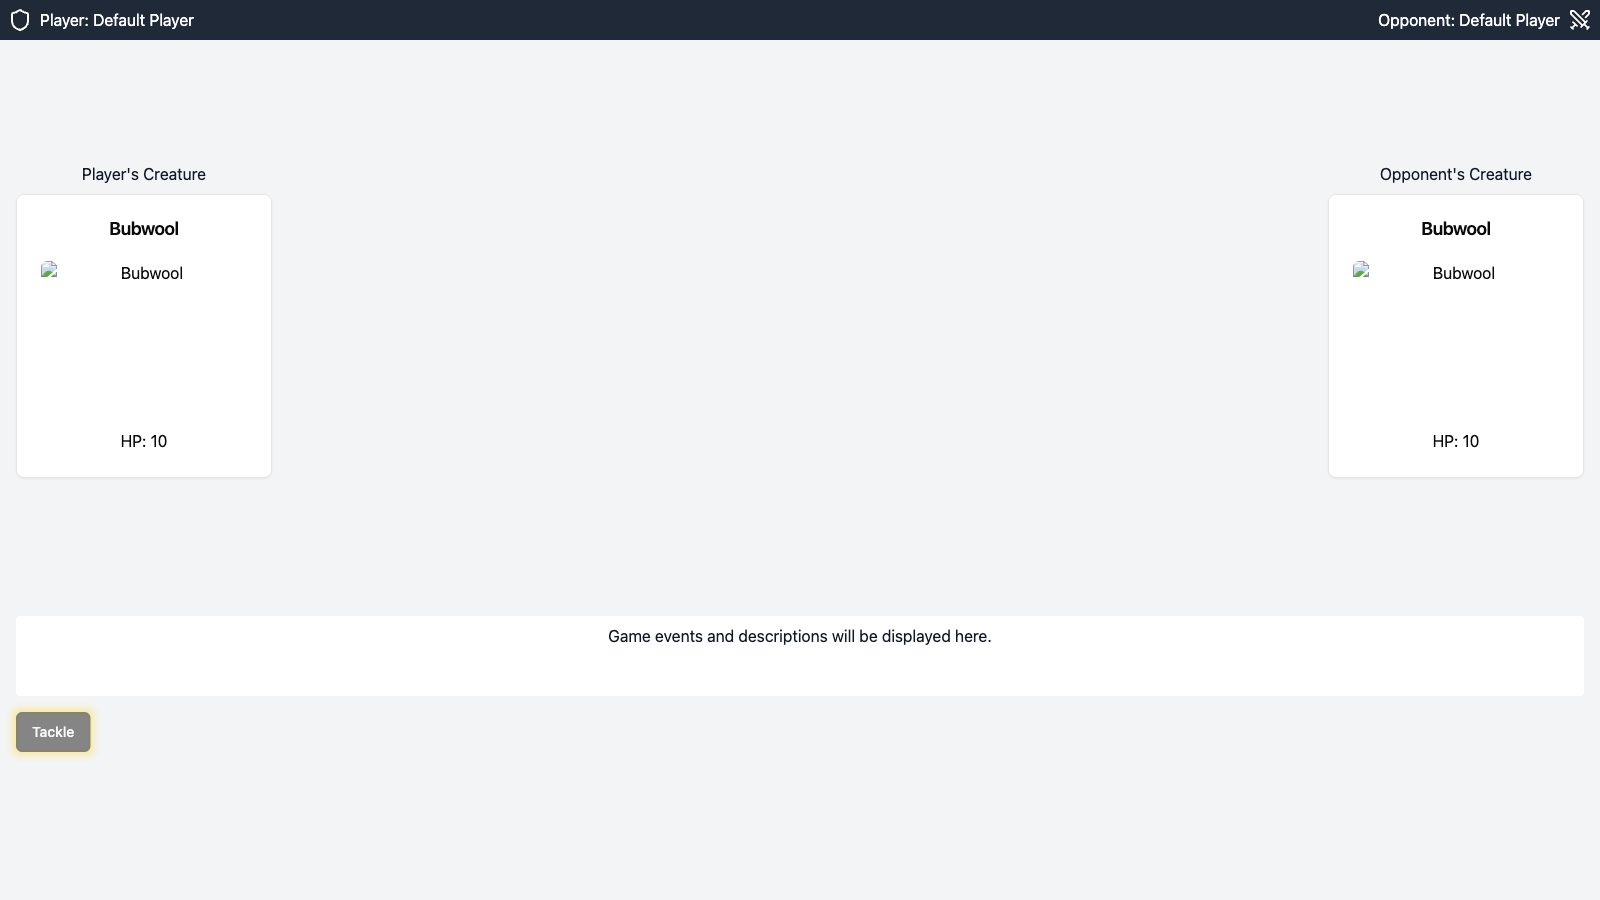 Player: Default Player
Opponent: Default Player
Player's Creature
Bubwool
Bubwool
HP: 10
Opponent's Creature
Bubwool
Bubwool
HP: 10
Game events and descriptions will be displayed here.
Tackle